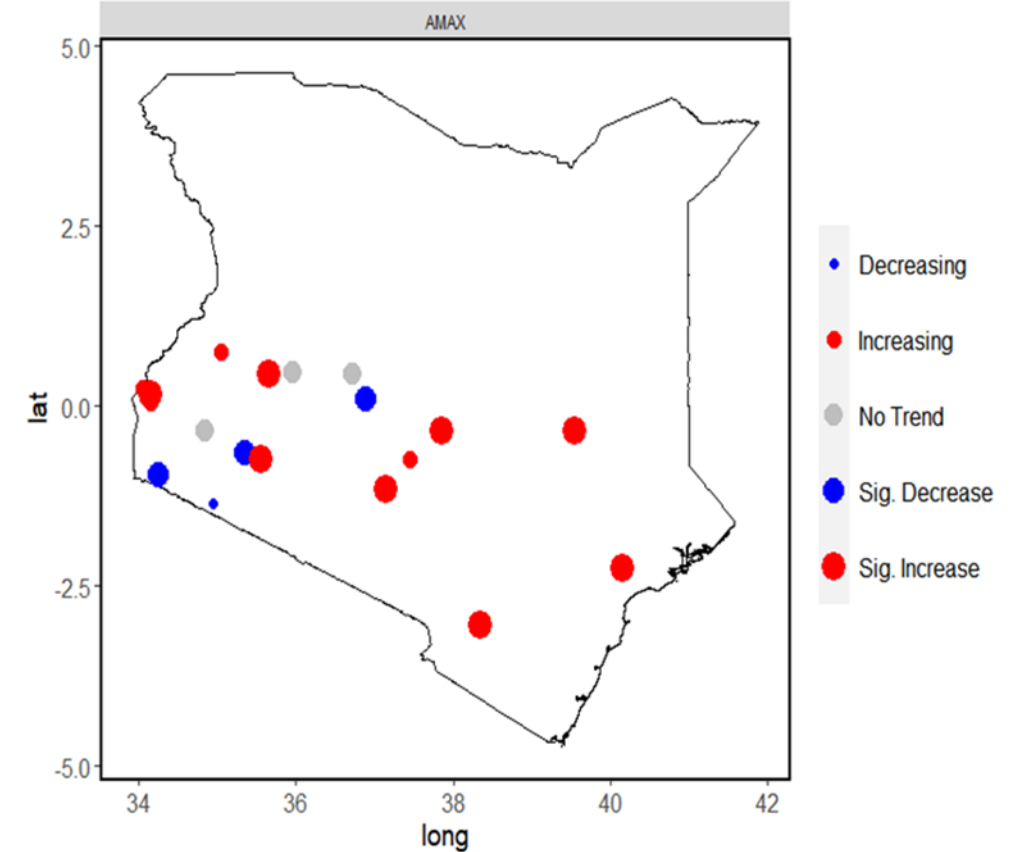 AMAX
5.0
2.5
0.0
-2.5
-5.0
lat
34 36 38 40 42
long
Decreasing
Increasing
No Trend
Sig. Decrease
Sig. Increase